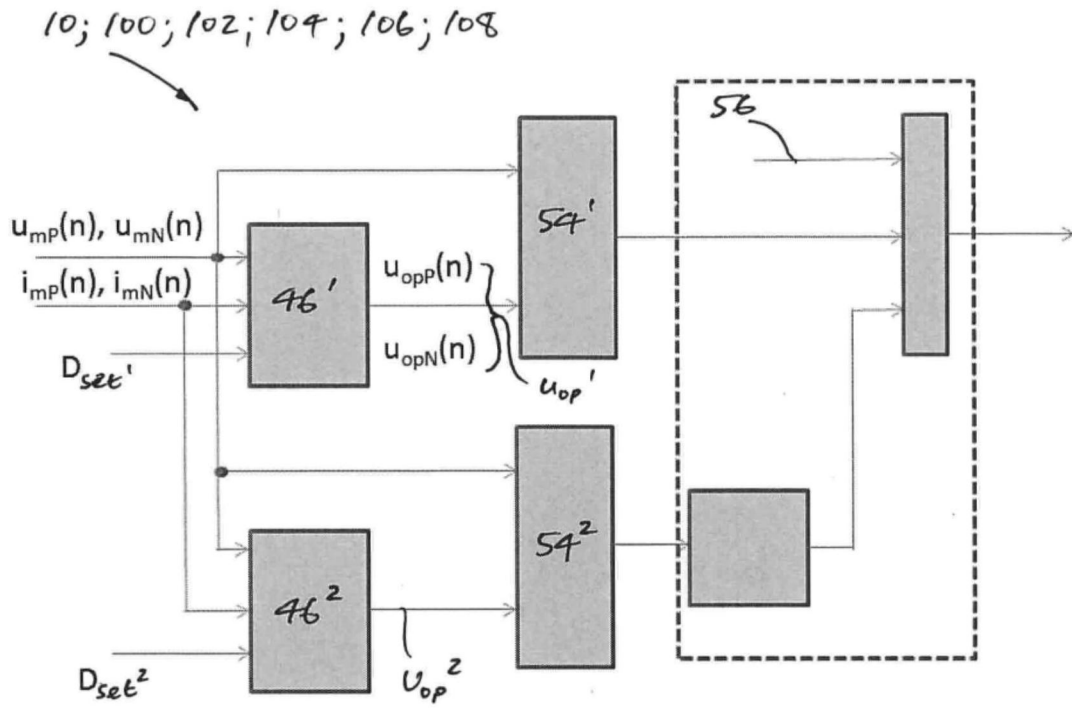 10; 100; 102; 104; 106; 108
56
54'
u_mP(n), u_mN(n)
i_mP(n), i_mN(n)
46'
u_opP(n)
u_opN(n)
D_set'
u_op'
54²
46²
D_set²
U_op²